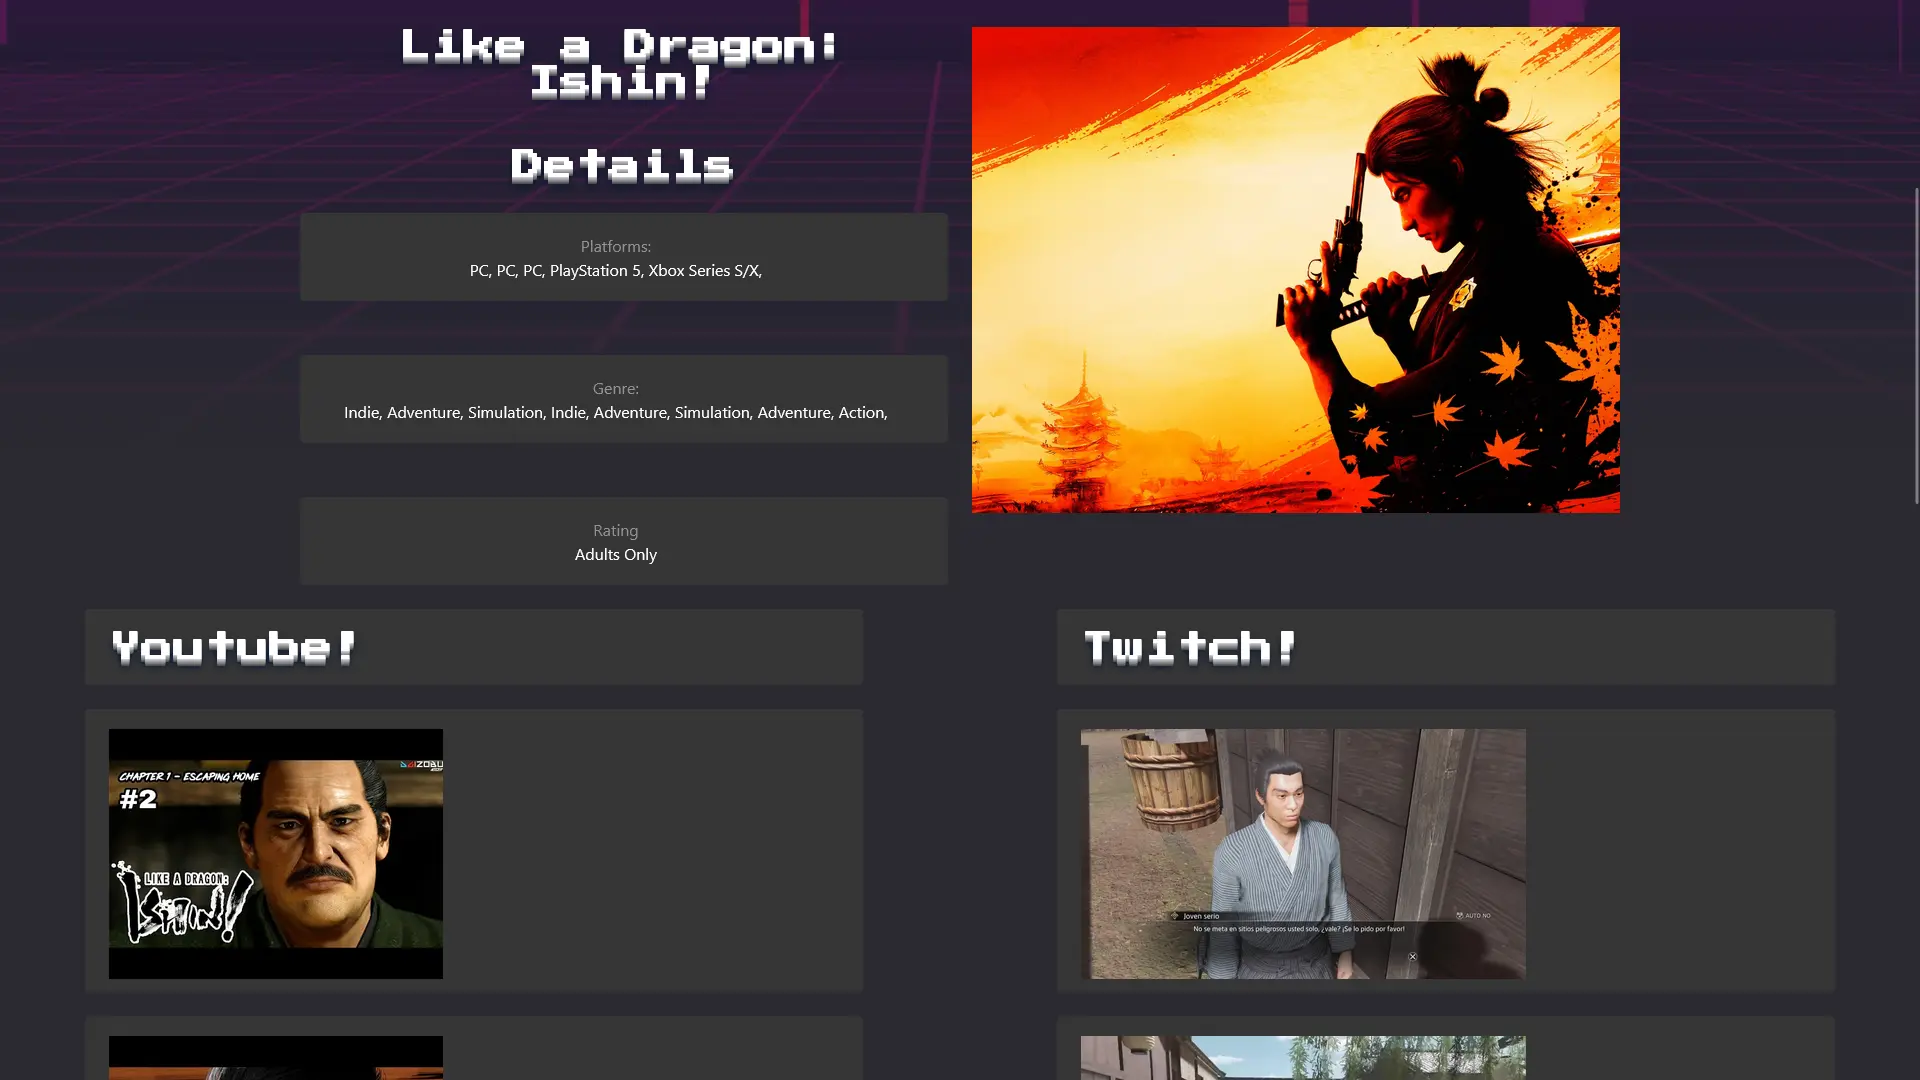 Like a Dragon:
Ishin!
Details
Platforms:
PC, PC, PC, PlayStation 5, Xbox Series S/X,
Genre:
Indie, Adventure, Simulation, Indie, Adventure, Simulation, Adventure, Action,
Rating
Adults Only
Youtube!
Twitch!
CHAPTER 1 - ESCAPING HOME
#2
LIKE A DRAGON:
ISHIN!
Joven serio
AUTO NO
No se meta en sitios peligrosos usted solo, ¿vale? ¡Se lo pido por favor!